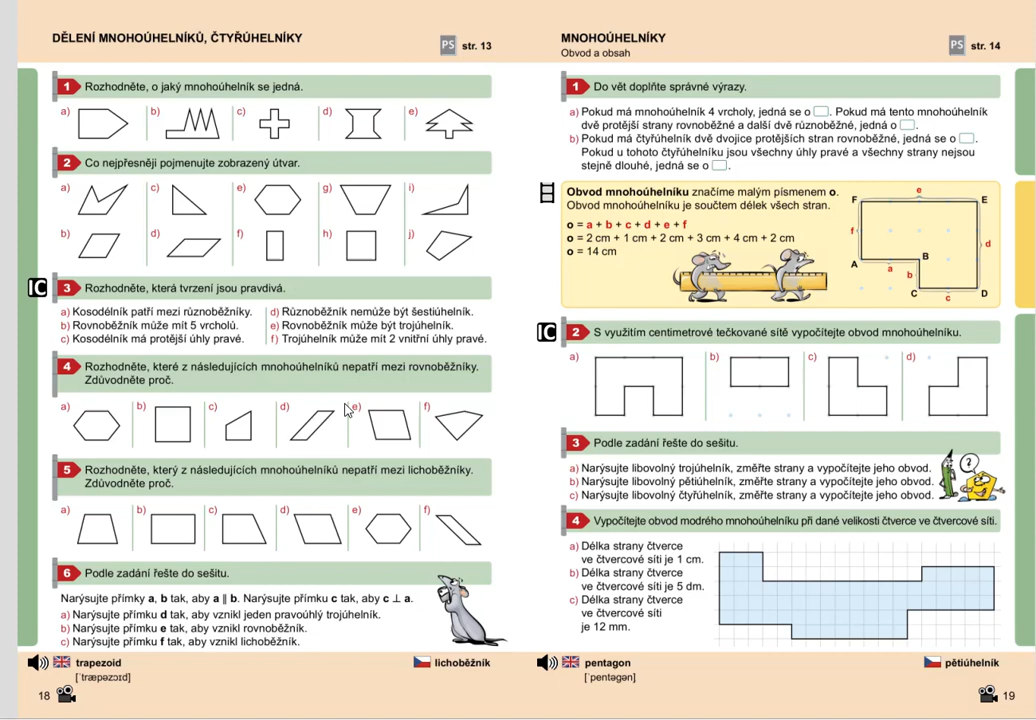 DĚLENÍ MNOHOÚHELNÍKŮ, ČTYŘÚHELNÍKY
PS str. 13
1 Rozhodněte, o jaký mnohoúhelník se jedná.
a) b) c) d) e)
2 Co nejpřesněji pojmenujte zobrazený útvar.
a) c) e) g) i)
b) d) f) h) j)
IC 3 Rozhodněte, která tvrzení jsou pravdivá.
a) Kosodélník patří mezi různoběžníky.
b) Rovnoběžník může mít 5 vrcholů.
c) Kosodélník má protější úhly pravé.
d) Různoběžník nemůže být šestiúhelník.
e) Rovnoběžník může být trojúhelník.
f) Trojúhelník může mít 2 vnitřní úhly pravé.
4 Rozhodněte, které z následujících mnohoúhelníků nepatří mezi rovnoběžníky.
Zdůvodněte proč.
a) b) c) d) e) f)
5 Rozhodněte, který z následujících mnohoúhelníků nepatří mezi lichoběžníky.
Zdůvodněte proč.
a) b) c) d) e) f)
6 Podle zadání řešte do sešitu.
Narýsujte přímky a, b tak, aby a ∥ b. Narýsujte přímku c tak, aby c ⊥ a.
a) Narýsujte přímku d tak, aby vznikl jeden pravoúhlý trojúhelník.
b) Narýsujte přímku e tak, aby vznikl rovnoběžník.
c) Narýsujte přímku f tak, aby vznikl lichoběžník.
trapezoid
[ˈtræpəzɔɪd]
lichoběžník
18
MNOHOÚHELNÍKY
Obvod a obsah
PS str. 14
1 Do vět doplňte správné výrazy.
a) Pokud má mnohoúhelník 4 vrcholy, jedná se o . Pokud má tento mnohoúhelník
dvě protější strany rovnoběžné a další dvě různoběžné, jedná o .
b) Pokud má čtyřúhelník dvě dvojice protějších stran rovnoběžné, jedná se o .
Pokud u tohoto čtyřúhelníku jsou všechny úhly pravé a všechny strany nejsou
stejně dlouhé, jedná se o .
Obvod mnohoúhelníku značíme malým písmenem o.
Obvod mnohoúhelníku je součtem délek všech stran.
o = a + b + c + d + e + f
o = 2 cm + 1 cm + 2 cm + 3 cm + 4 cm + 2 cm
o = 14 cm
e
F E
f d
A a B
b
C c D
IC 2 S využitím centimetrové tečkované sítě vypočítejte obvod mnohoúhelníku.
a) b) c) d)
3 Podle zadání řešte do sešitu.
a) Narýsujte libovolný trojúhelník, změřte strany a vypočítejte jeho obvod.
b) Narýsujte libovolný pětiúhelník, změřte strany a vypočítejte jeho obvod.
c) Narýsujte libovolný čtyřúhelník, změřte strany a vypočítejte jeho obvod.
?
4 Vypočítejte obvod modrého mnohoúhelníku při dané velikosti čtverce ve čtvercové síti.
a) Délka strany čtverce
ve čtvercové síti je 1 cm.
b) Délka strany čtverce
ve čtvercové síti je 5 dm.
c) Délka strany čtverce
ve čtvercové síti
je 12 mm.
pentagon
[ˈpentəgən]
pětiúhelník
19